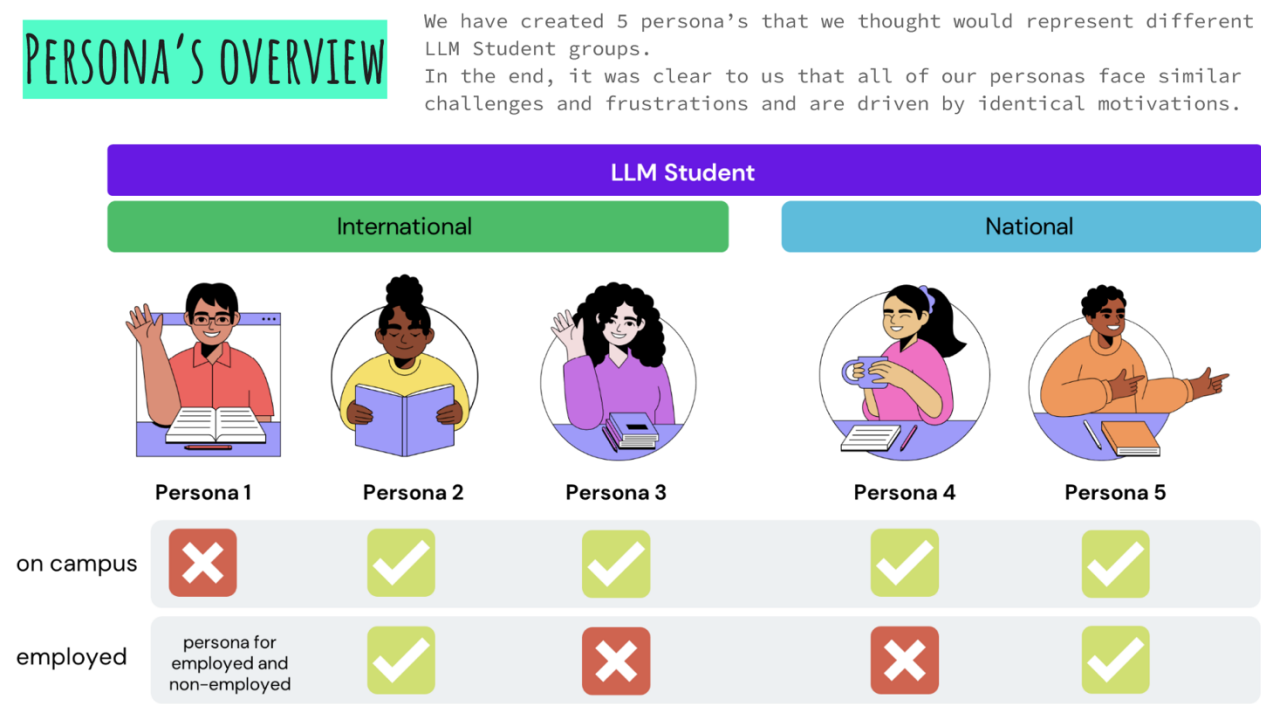 PERSONA'S OVERVIEW
We have created 5 persona's that we thought would represent different
LLM Student groups.
In the end, it was clear to us that all of our personas face similar
challenges and frustrations and are driven by identical motivations.
LLM Student
International
National
Persona 1
Persona 2
Persona 3
Persona 4
Persona 5
on campus
employed
persona for
employed and
non-employed